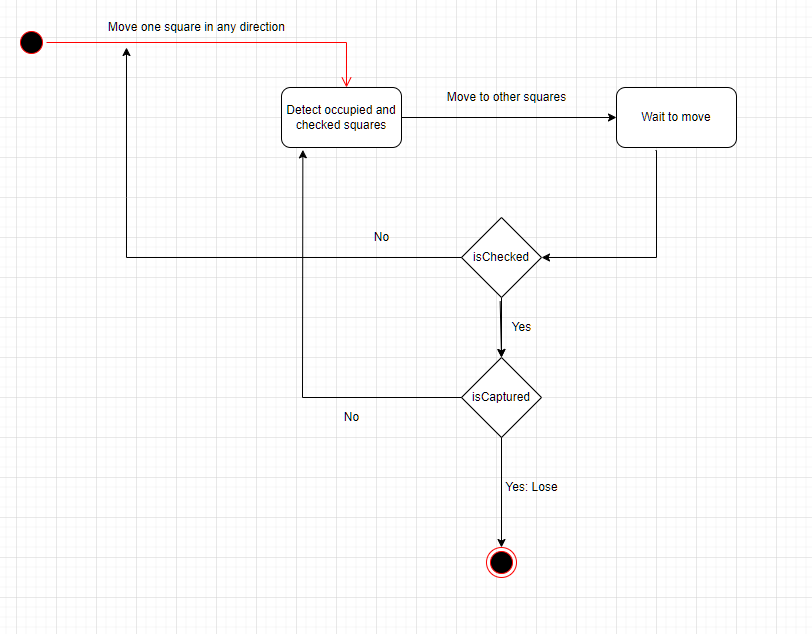 Move one square in any direction
Detect occupied and
checked squares
Move to other squares
Wait to move
No
isChecked
Yes
isCaptured
No
Yes: Lose